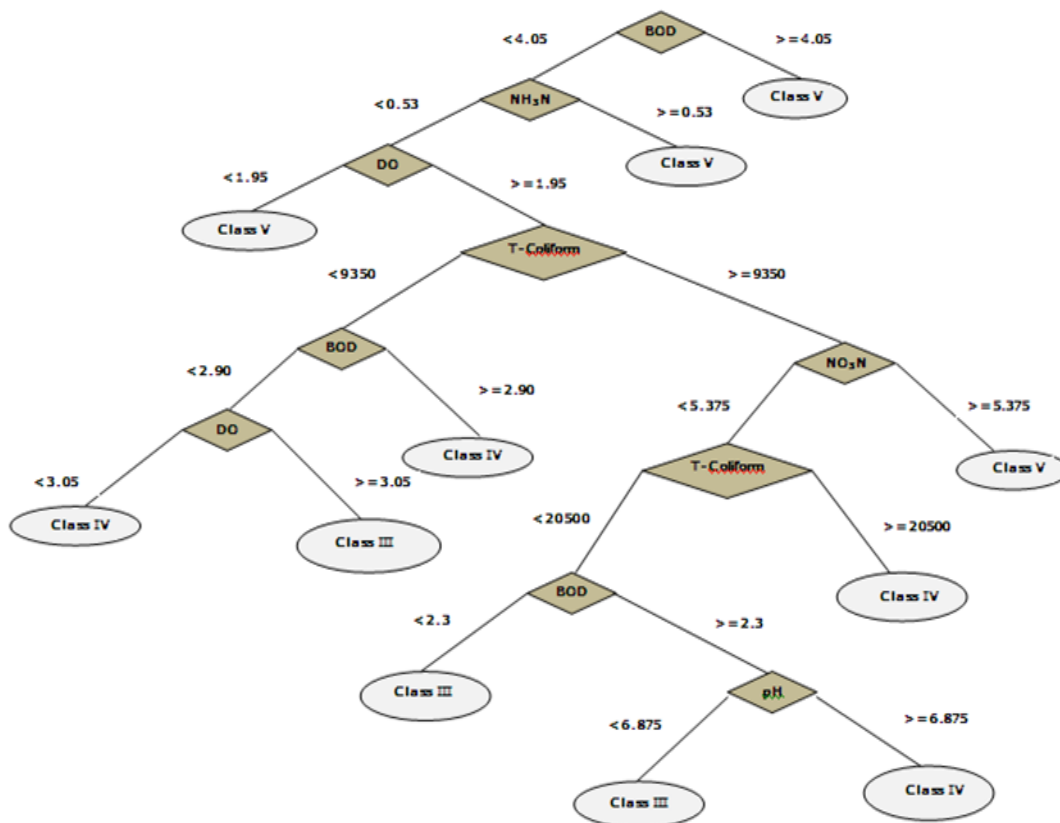 BOD
<4.05
>=4.05
Class V
NH₃N
<0.53
>=0.53
Class V
DO
<1.95
>=1.95
Class V
T-Coliform
<9350
>=9350
BOD
NO₃N
<2.90
>=2.90
<5.375
>=5.375
DO
Class IV
T-Coliform
Class V
<3.05
>=3.05
Class IV
Class III
<20500
>=20500
BOD
Class IV
<2.3
>=2.3
Class III
pH
<6.875
>=6.875
Class III
Class IV